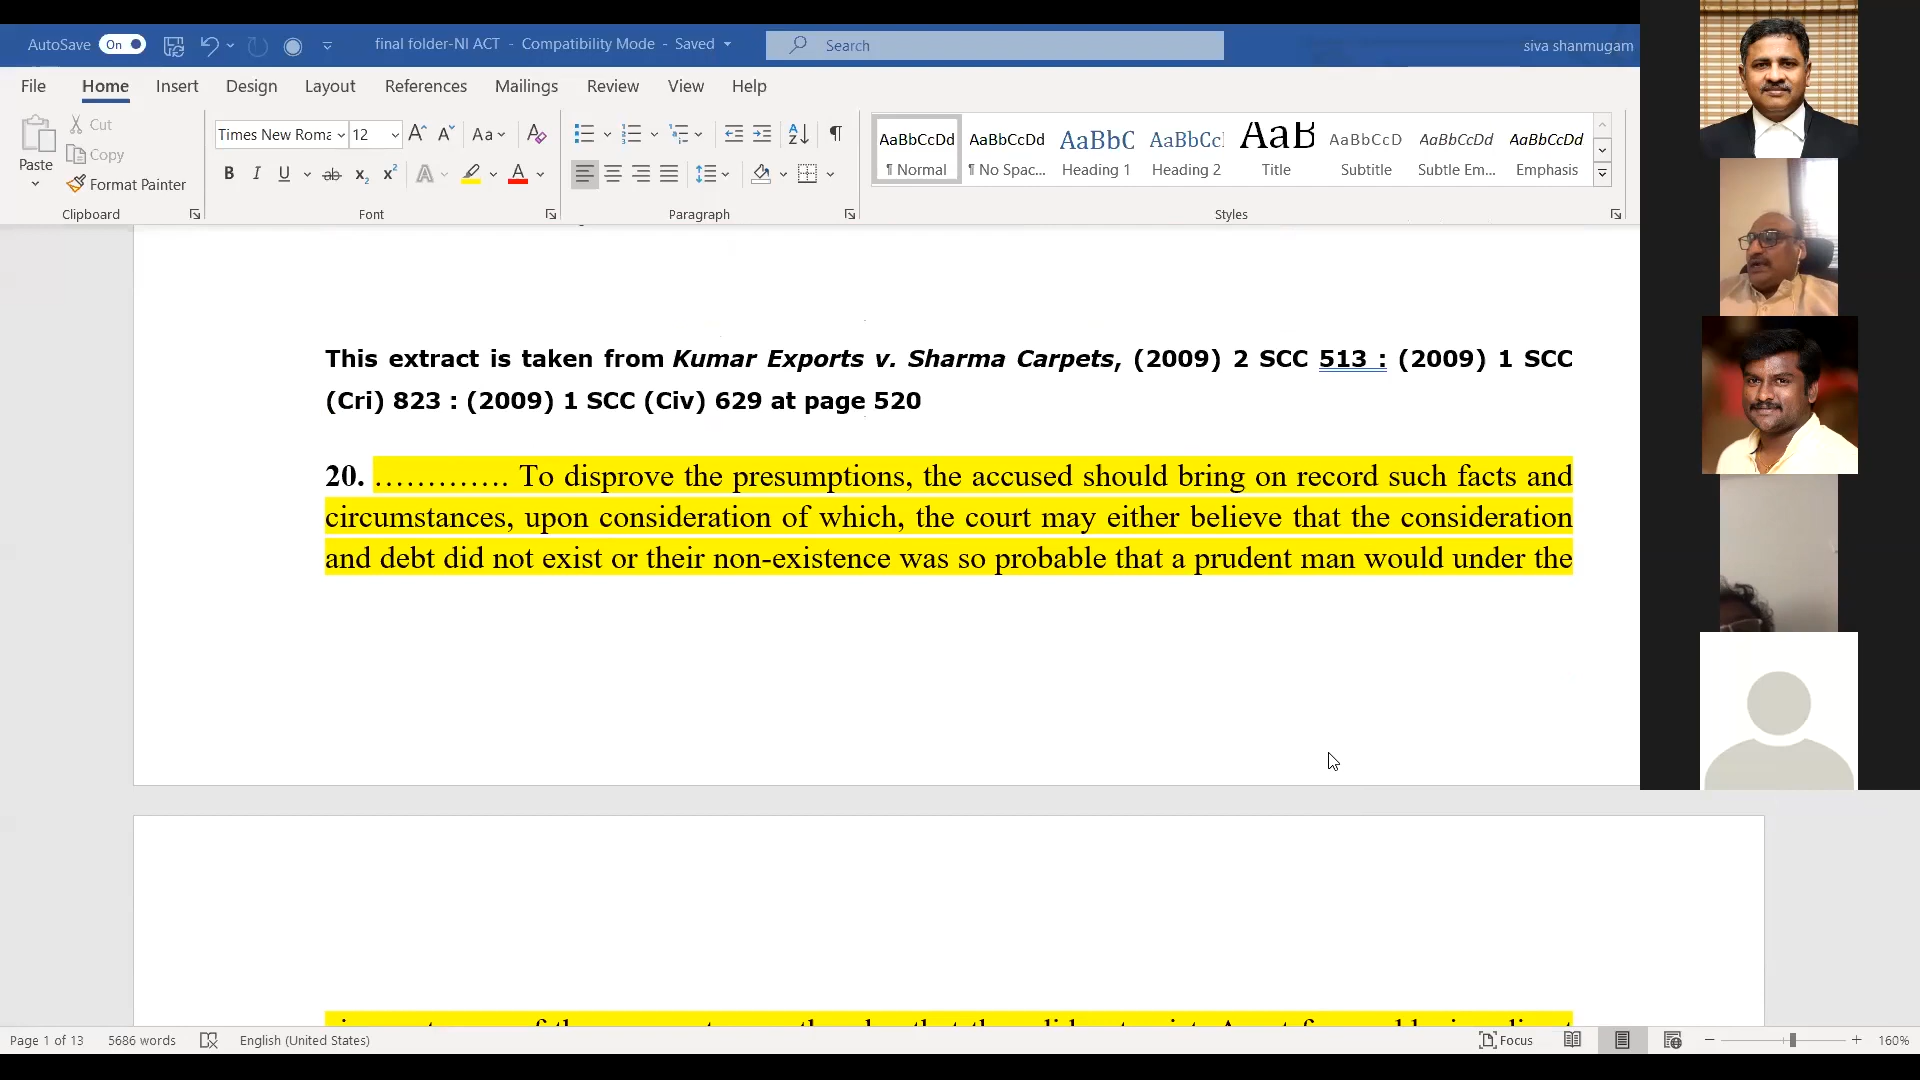 AutoSave On final folder-NI ACT - Compatibility Mode - Saved Search siva shanmugam
File Home Insert Design Layout References Mailings Review View Help
Paste Cut Copy Format Painter
Times New Roma 12
AaBbCcDd AaBbCcDd AaBbC AaBbCc AaB AaBbCcD AaBbCcDd AaBbCcDd
¶ Normal ¶ No Spac... Heading 1 Heading 2 Title Subtitle Subtle Em... Emphasis
Clipboard Font Paragraph Styles
This extract is taken from Kumar Exports v. Sharma Carpets, (2009) 2 SCC 513 : (2009) 1 SCC
(Cri) 823 : (2009) 1 SCC (Civ) 629 at page 520
20. …………. To disprove the presumptions, the accused should bring on record such facts and
circumstances, upon consideration of which, the court may either believe that the consideration
and debt did not exist or their non-existence was so probable that a prudent man would under the
Page 1 of 13 5686 words English (United States) Focus 160%